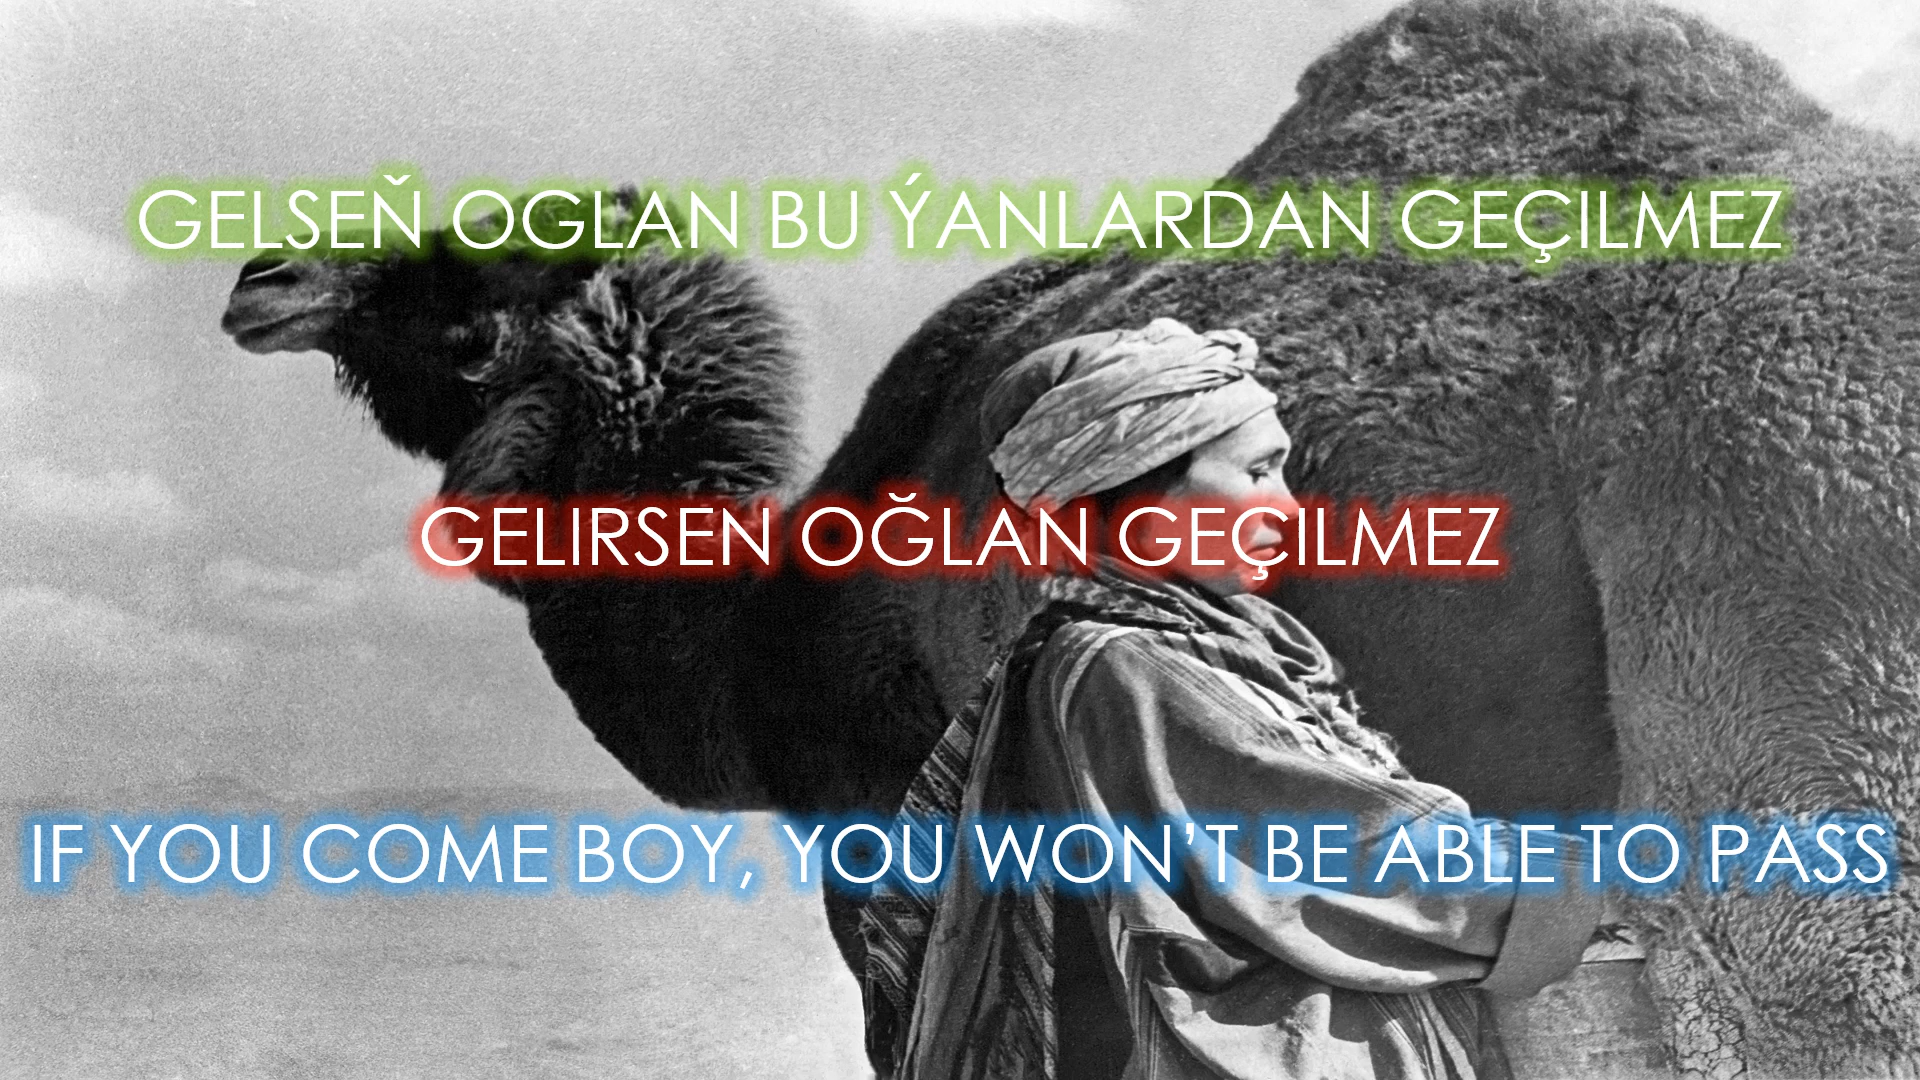 GELSEŇ OGLAN BU ÝANLARDAN GEÇILMEZ
GELIRSEN OĞLAN GEÇILMEZ
IF YOU COME BOY, YOU WON'T BE ABLE TO PASS